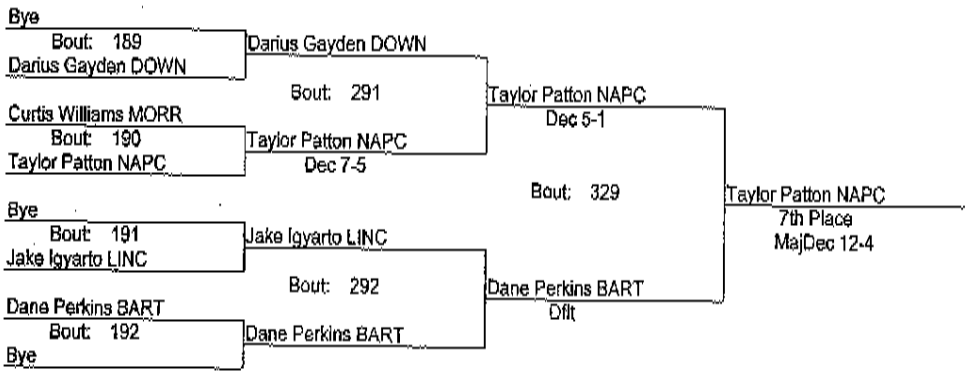 Bye
Bout: 189
Darius Gayden DOWN
Darius Gayden DOWN
Bout: 291
Curtis Williams MORR
Bout: 190
Taylor Patton NAPC
Taylor Patton NAPC
Dec 7-5
Taylor Patton NAPC
Dec 5-1
Bout: 329
Bye
Bout: 191
Jake Igyarto LINC
Jake Igyarto LINC
Bout: 292
Dane Perkins BART
Bout: 192
Bye
Dane Perkins BART
Dane Perkins BART
Dflt
Taylor Patton NAPC
7th Place
MajDec 12-4